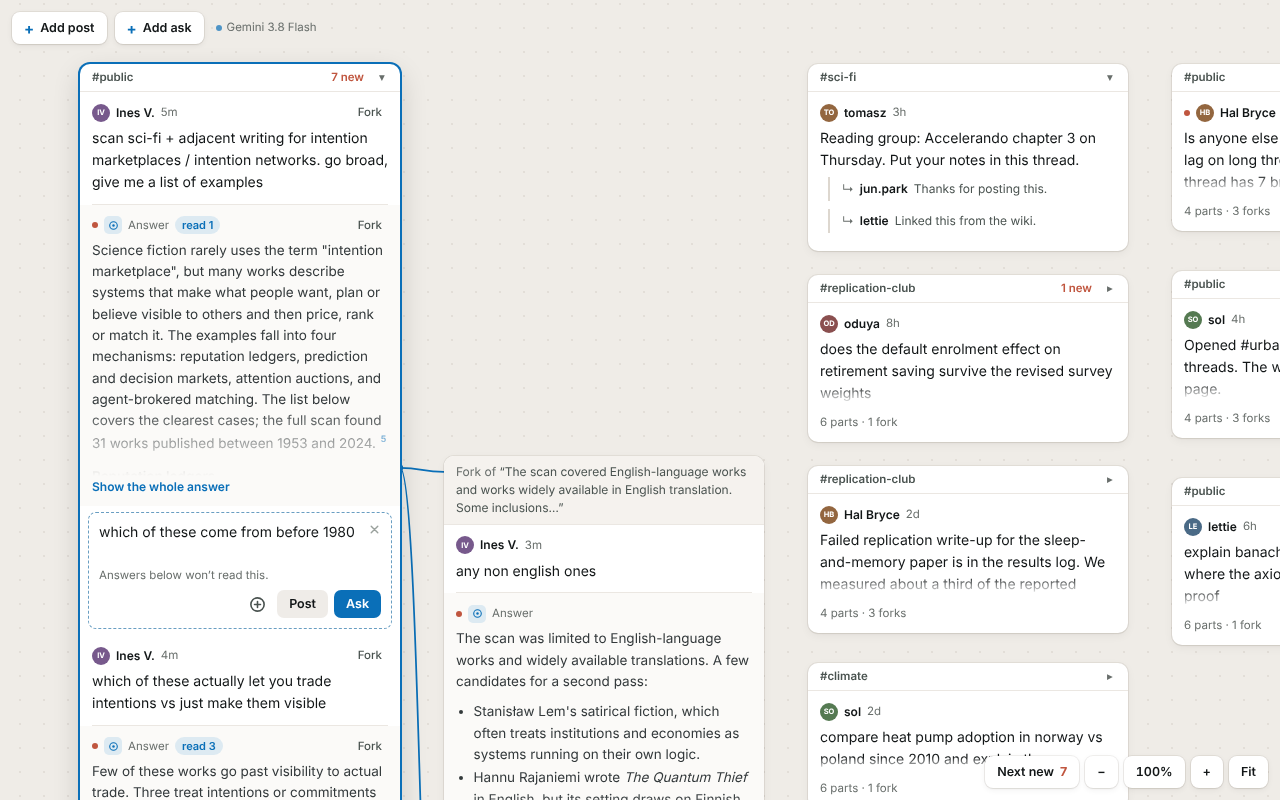 + Add post
+ Add ask
Gemini 3.8 Flash
#public 7 new
IV Ines V. 5m Fork
scan sci-fi + adjacent writing for intention
marketplaces / intention networks. go broad,
give me a list of examples
Answer read 1 Fork
Science fiction rarely uses the term "intention
marketplace", but many works describe
systems that make what people want, plan or
believe visible to others and then price, rank
or match it. The examples fall into four
mechanisms: reputation ledgers, prediction
and decision markets, attention auctions, and
agent-brokered matching. The list below
covers the clearest cases; the full scan found
31 works published between 1953 and 2024. 5
Show the whole answer
which of these come from before 1980
Answers below won't read this.
Post Ask
IV Ines V. 4m Fork
which of these actually let you trade
intentions vs just make them visible
Answer read 3 Fork
Few of these works go past visibility to actual
trade. Three treat intentions or commitments
Fork of “The scan covered English-language works
and works widely available in English translation.
Some inclusions…”
IV Ines V. 3m
any non english ones
Answer
The scan was limited to English-language
works and widely available translations. A few
candidates for a second pass:
• Stanisław Lem's satirical fiction, which
often treats institutions and economies as
systems running on their own logic.
• Hannu Rajaniemi wrote The Quantum Thief
in English, but its setting draws on Finnish
#sci-fi
TO tomasz 3h
Reading group: Accelerando chapter 3 on
Thursday. Put your notes in this thread.
↳ jun.park Thanks for posting this.
↳ lettie Linked this from the wiki.
#replication-club 1 new
OD oduya 8h
does the default enrolment effect on
retirement saving survive the revised survey
weights
6 parts · 1 fork
#replication-club
HB Hal Bryce 2d
Failed replication write-up for the sleep-
and-memory paper is in the results log. We
measured about a third of the reported
4 parts · 3 forks
#climate
SO sol 2d
compare heat pump adoption in norway vs
poland since 2010 and
6 parts · 1 fork
#public
HB Hal Bryce
Is anyone else
lag on long
thread has 7
4 parts · 3 forks
#public
SO sol 4h
Opened
threads. The
page.
4 parts · 3 forks
#public
LE lettie 6h
explain
where the
proof
6 parts · 1 fork
Next new 7
−
100%
+
Fit